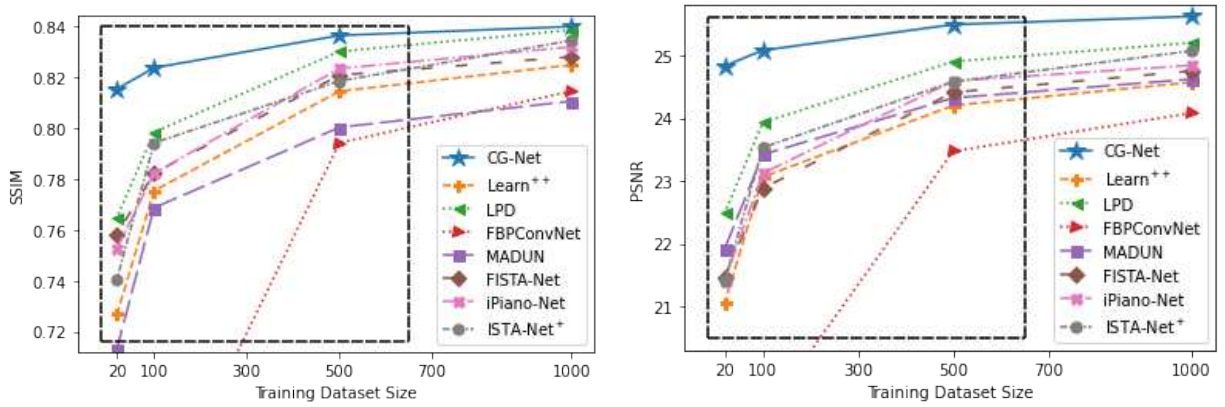 0.84
0.82
0.80
0.78
0.76
0.74
0.72
SSIM
20 100 300 500 700 1000
Training Dataset Size
CG-Net
Learn++
LPD
FBPConvNet
MADUN
FISTA-Net
iPiano-Net
ISTA-Net+
25
24
23
22
21
PSNR
20 100 300 500 700 1000
Training Dataset Size
CG-Net
Learn++
LPD
FBPConvNet
MADUN
FISTA-Net
iPiano-Net
ISTA-Net+